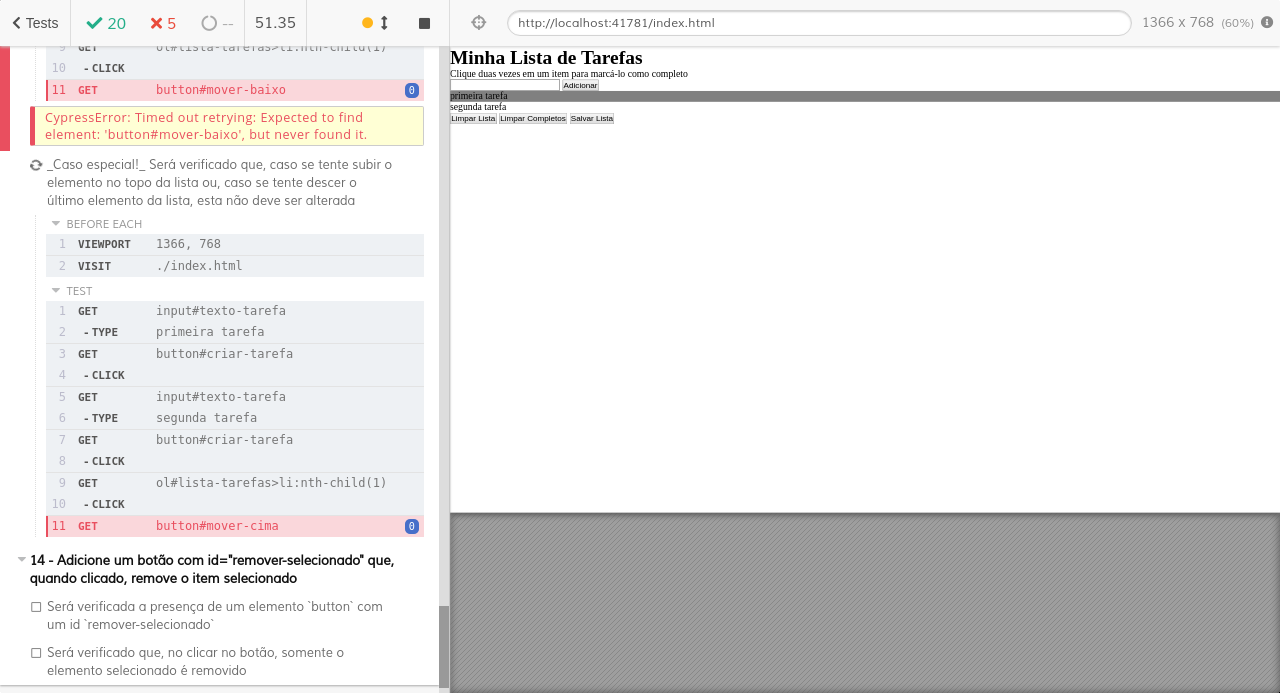 Tests
20
5
--
51.35
http://localhost:41781/index.html
1366 x 768 (60%)
9 GET ol#lista-tarefas>li:nth-child(1)
10 - CLICK
11 GET button#mover-baixo 0
CypressError: Timed out retrying: Expected to find
element: 'button#mover-baixo', but never found it.
_Caso especial!_ Será verificado que, caso se tente subir o
elemento no topo da lista ou, caso se tente descer o
último elemento da lista, esta não deve ser alterada
BEFORE EACH
1 VIEWPORT 1366, 768
2 VISIT ./index.html
TEST
1 GET input#texto-tarefa
2 - TYPE primeira tarefa
3 GET button#criar-tarefa
4 - CLICK
5 GET input#texto-tarefa
6 - TYPE segunda tarefa
7 GET button#criar-tarefa
8 - CLICK
9 GET ol#lista-tarefas>li:nth-child(1)
10 - CLICK
11 GET button#mover-cima 0
14 - Adicione um botão com id="remover-selecionado" que,
quando clicado, remove o item selecionado
Será verificada a presença de um elemento `button` com
um id `remover-selecionado`
Será verificado que, no clicar no botão, somente o
elemento selecionado é removido
Minha Lista de Tarefas
Clique duas vezes em um item para marcá-lo como completo
Adicionar
primeira tarefa
segunda tarefa
Limpar Lista Limpar Completos Salvar Lista